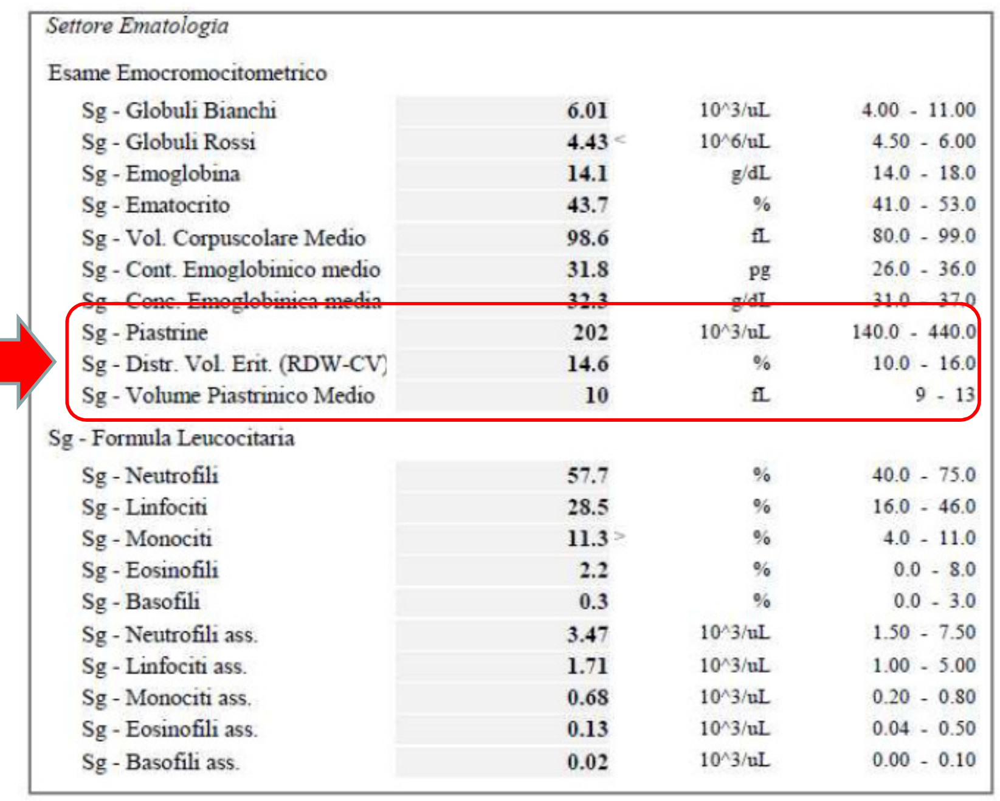 Settore Ematologia
Esame Emocromocitometrico
Sg - Globuli Bianchi 6.01 10^3/uL 4.00 - 11.00
Sg - Globuli Rossi 4.43 < 10^6/uL 4.50 - 6.00
Sg - Emoglobina 14.1 g/dL 14.0 - 18.0
Sg - Ematocrito 43.7 % 41.0 - 53.0
Sg - Vol. Corpuscolare Medio 98.6 fL 80.0 - 99.0
Sg - Cont. Emoglobinico medio 31.8 pg 26.0 - 36.0
Sg - Conc. Emoglobinica media 32.3 g/dL 31.0 - 37.0
Sg - Piastrine 202 10^3/uL 140.0 - 440.0
Sg - Distr. Vol. Erit. (RDW-CV) 14.6 % 10.0 - 16.0
Sg - Volume Piastrinico Medio 10 fL 9 - 13
Sg - Formula Leucocitaria
Sg - Neutrofili 57.7 % 40.0 - 75.0
Sg - Linfociti 28.5 % 16.0 - 46.0
Sg - Monociti 11.3 > % 4.0 - 11.0
Sg - Eosinofili 2.2 % 0.0 - 8.0
Sg - Basofili 0.3 % 0.0 - 3.0
Sg - Neutrofili ass. 3.47 10^3/uL 1.50 - 7.50
Sg - Linfociti ass. 1.71 10^3/uL 1.00 - 5.00
Sg - Monociti ass. 0.68 10^3/uL 0.20 - 0.80
Sg - Eosinofili ass. 0.13 10^3/uL 0.04 - 0.50
Sg - Basofili ass. 0.02 10^3/uL 0.00 - 0.10